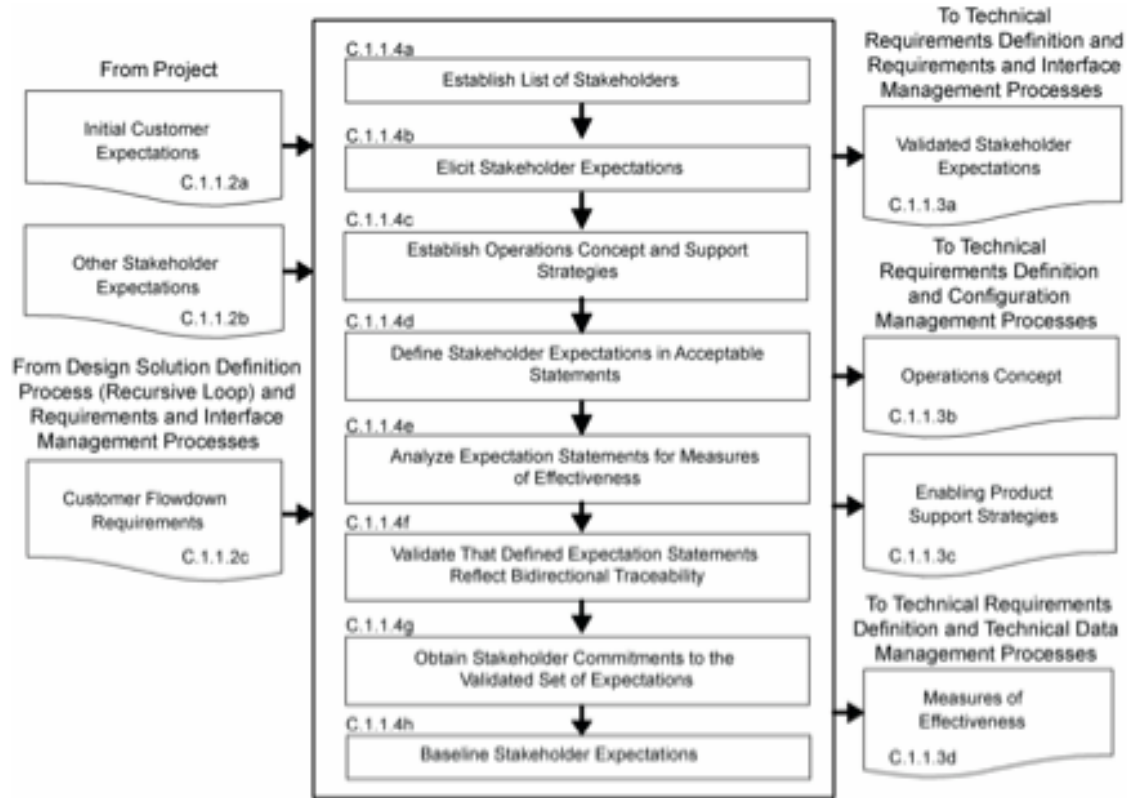 From Project
Initial Customer
Expectations
C.1.1.2a
Other Stakeholder
Expectations
C.1.1.2b
From Design Solution Definition
Process (Recursive Loop) and
Requirements and Interface
Management Processes
Customer Flowdown
Requirements
C.1.1.2c
C.1.1.4a
Establish List of Stakeholders
C.1.1.4b
Elicit Stakeholder Expectations
C.1.1.4c
Establish Operations Concept and Support
Strategies
C.1.1.4d
Define Stakeholder Expectations in Acceptable
Statements
C.1.1.4e
Analyze Expectation Statements for Measures
of Effectiveness
C.1.1.4f
Validate That Defined Expectation Statements
Reflect Bidirectional Traceability
C.1.1.4g
Obtain Stakeholder Commitments to the
Validated Set of Expectations
C.1.1.4h
Baseline Stakeholder Expectations
To Technical
Requirements Definition and
Requirements and Interface
Management Processes
Validated Stakeholder
Expectations
C.1.1.3a
To Technical
Requirements Definition
and Configuration
Management Processes
Operations Concept
C.1.1.3b
Enabling Product
Support Strategies
C.1.1.3c
To Technical Requirements
Definition and Technical Data
Management Processes
Measures of
Effectiveness
C.1.1.3d